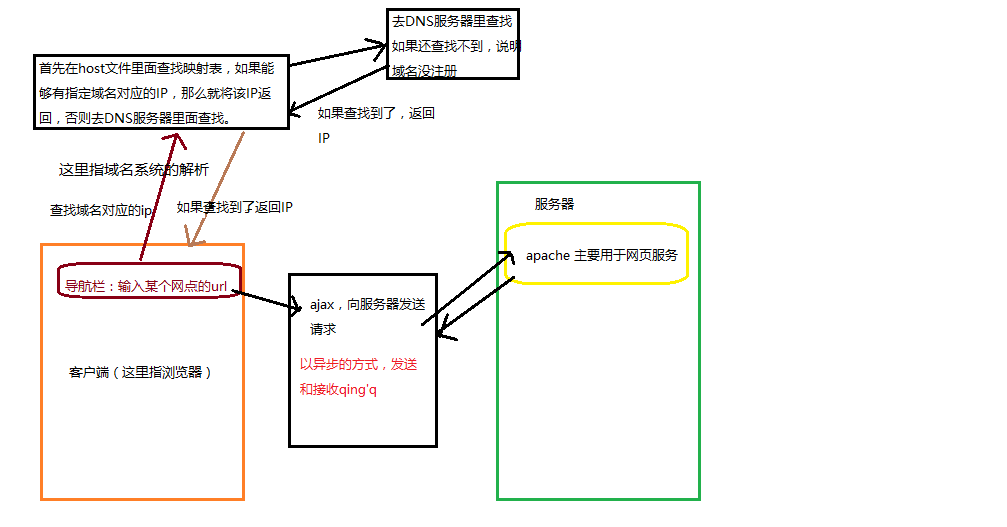 去DNS服务器里查找
如果还查找不到，说明
域名没注册
首先在host文件里面查找映射表，如果能
够有指定域名对应的IP，那么就将该IP返
回，否则去DNS服务器里面查找。
如果查找到了，返回
IP
这里指域名系统的解析
查找域名对应的ip
如果查找到了返回IP
服务器
apache 主要用于网页服务
导航栏：输入某个网点的url
ajax，向服务器发送
请求
以异步的方式，发送
和接收qing'q
客户端（这里指浏览器）